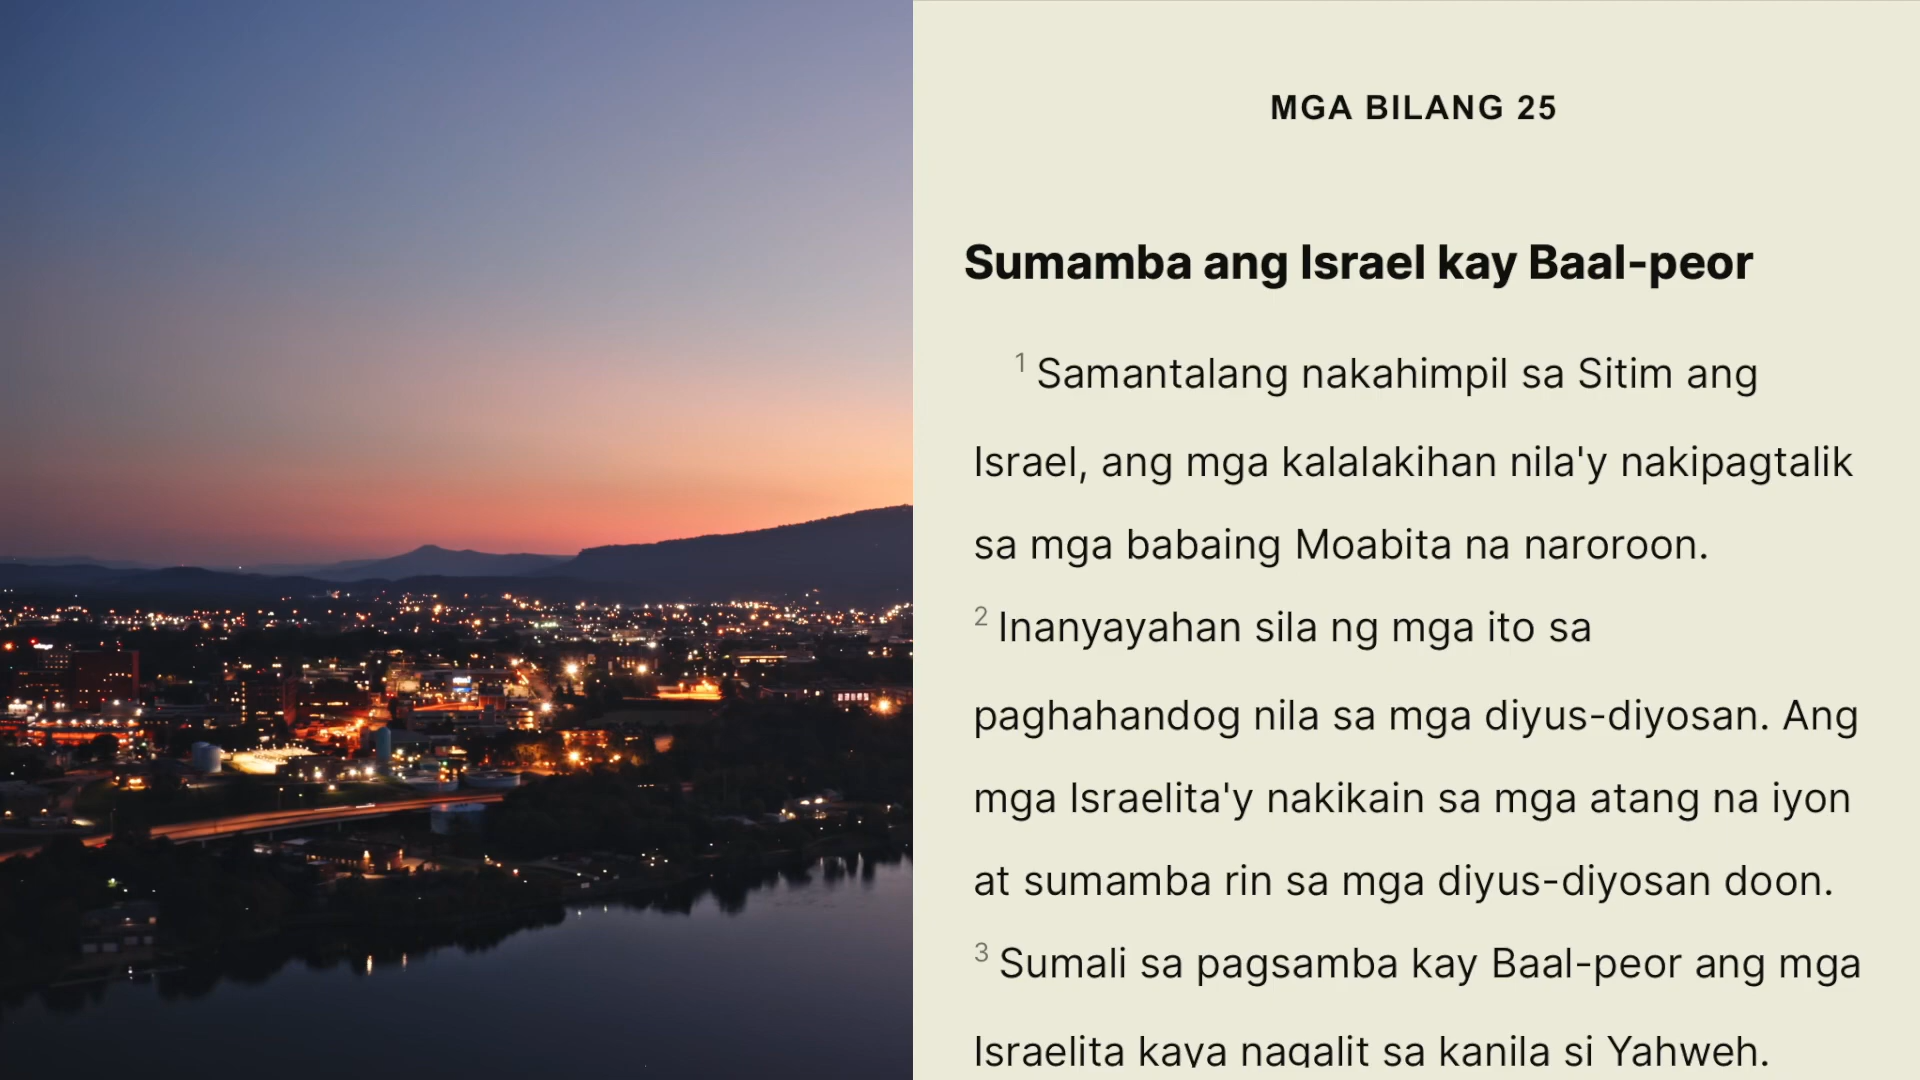 MGA BILANG 25
Sumamba ang Israel kay Baal-peor
1 Samantalang nakahimpil sa Sitim ang
Israel, ang mga kalalakihan nila'y nakipagtalik
sa mga babaing Moabita na naroroon.
2 Inanyayahan sila ng mga ito sa
paghahandog nila sa mga diyus-diyosan. Ang
mga Israelita'y nakikain sa mga atang na iyon
at sumamba rin sa mga diyus-diyosan doon.
3 Sumali sa pagsamba kay Baal-peor ang mga
Israelita kaya nagalit sa kanila si Yahweh.